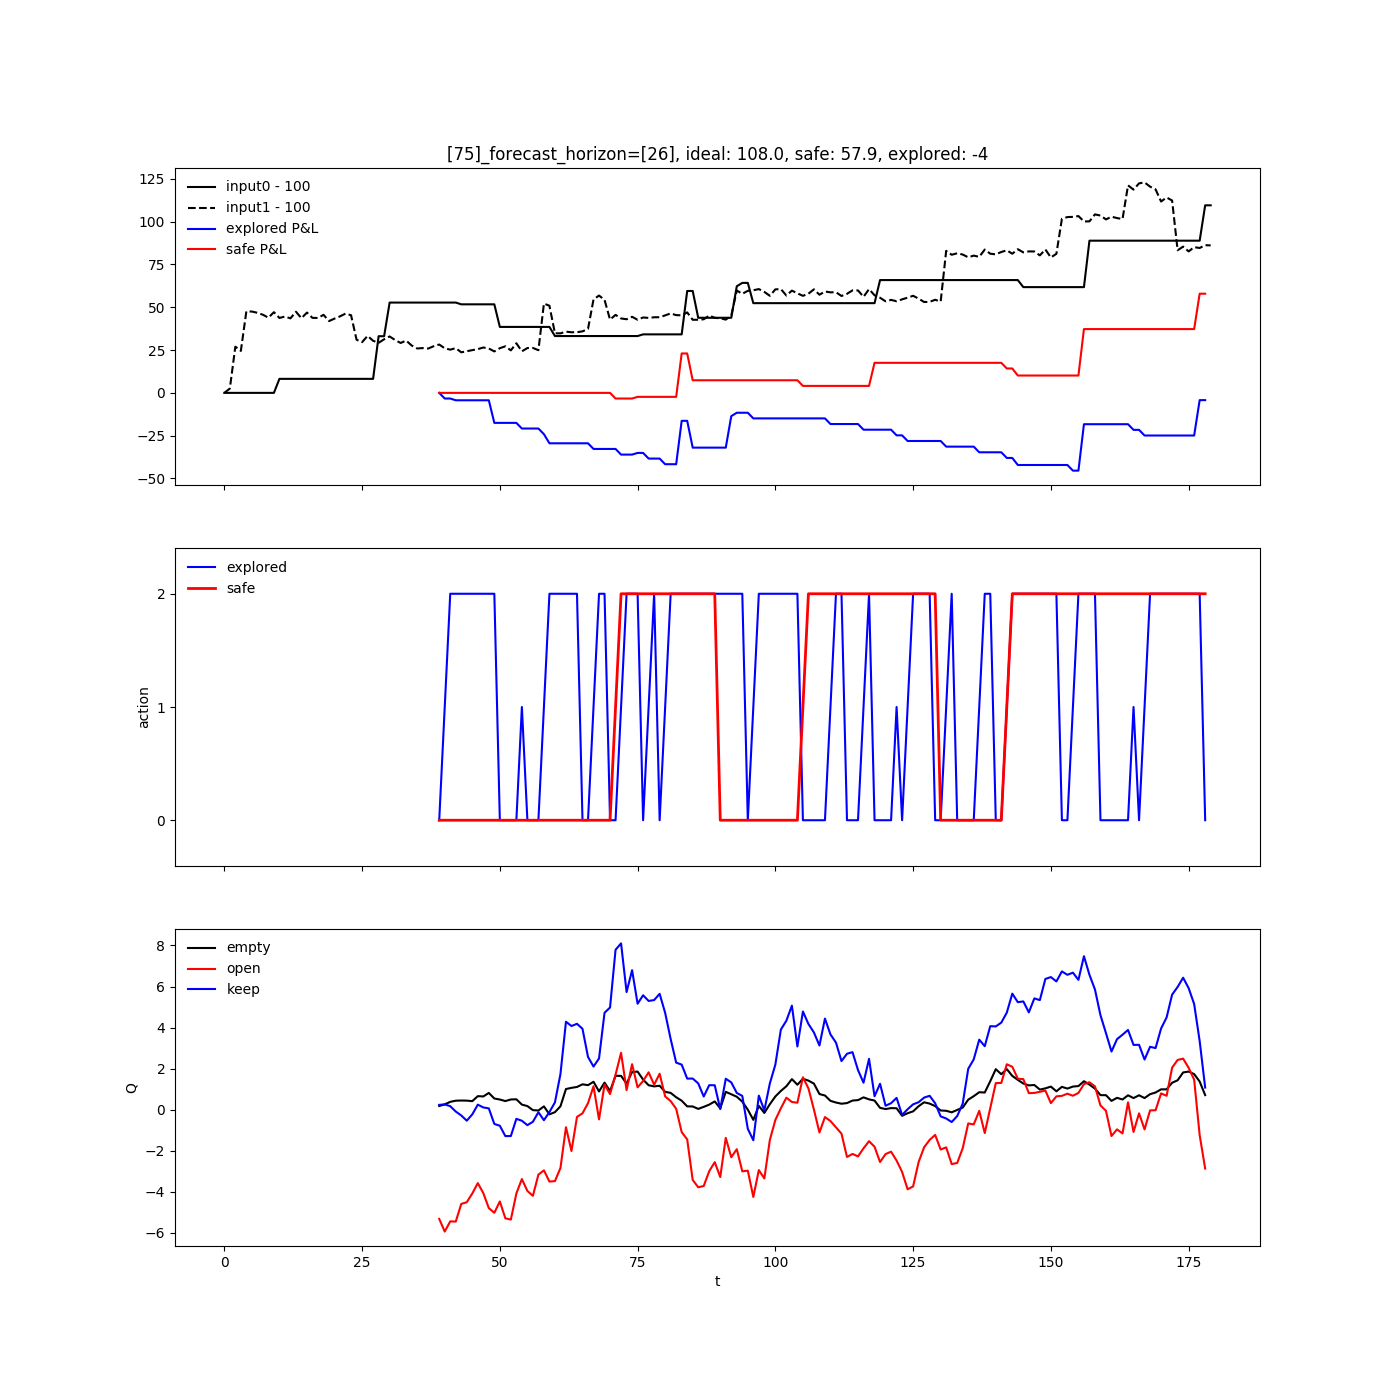 [75]_forecast_horizon=[26], ideal: 108.0, safe: 57.9, explored: -4
125
100
75
50
25
0
−25
−50
input0 - 100
input1 - 100
explored P&L
safe P&L
2
1
0
action
explored
safe
8
6
4
2
0
−2
−4
−6
Q
empty
open
keep
0 25 50 75 100 125 150 175
t